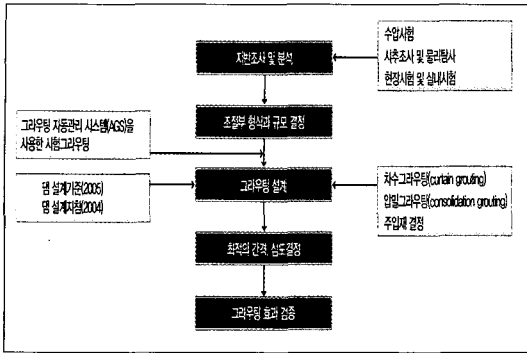 지반조사 및 분석
수압시험
시추조사 및 물리탐사
현장시험 및 실내시험
조절부 형식과 규모 결정
그라우팅 자동관리 시스템(AGS)을
사용한 시험그라우팅
그라우팅 설계
댐 설계기준(2005)
댐 설계지침(2004)
차수그라우팅(curtain grouting)
압밀그라우팅(consolidation grouting)
주입재 결정
최적의 간격, 심도결정
그라우팅 효과 검증